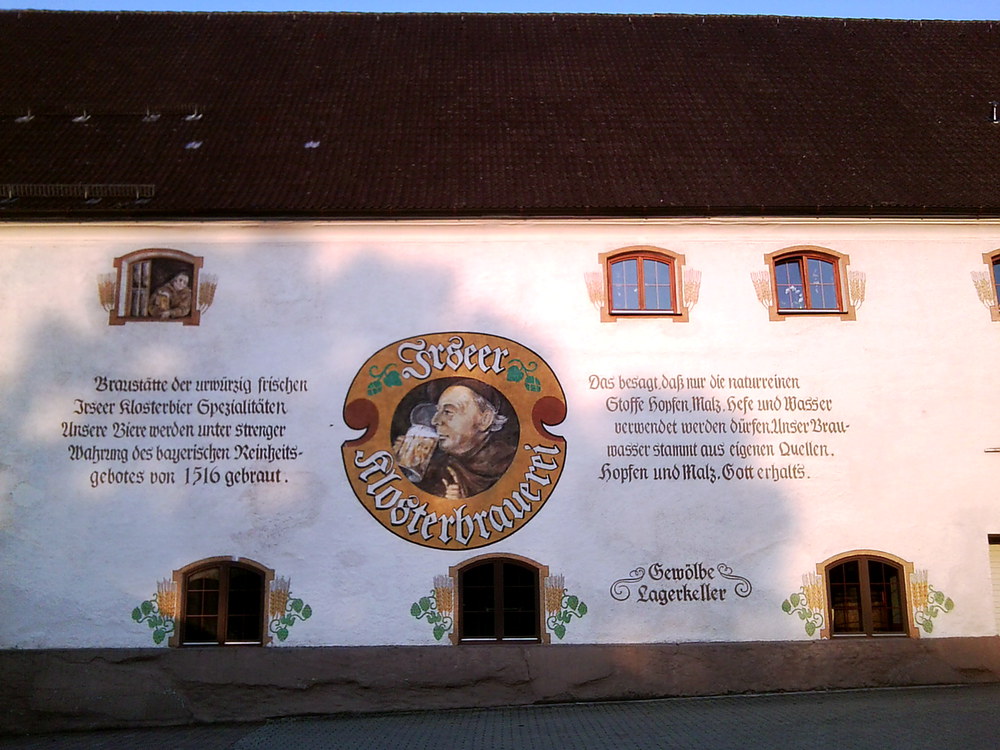 Braustätte der urwürzig frischen
Irseer Klosterbier Spezialitäten
Unsere Biere werden unter strenger
Wahrung des bayerischen Reinheits-
gebotes von 1516 gebraut.
Irseer
Klosterbrauerei
Das besagt, daß nur die naturreinen
Stoffe Hopfen, Malz, Hefe und Wasser
verwendet werden dürfen. Unser Brau-
wasser stammt aus eigenen Quellen.
Hopfen und Malz, Gott erhalts.
Gewölbe
Lagerkeller